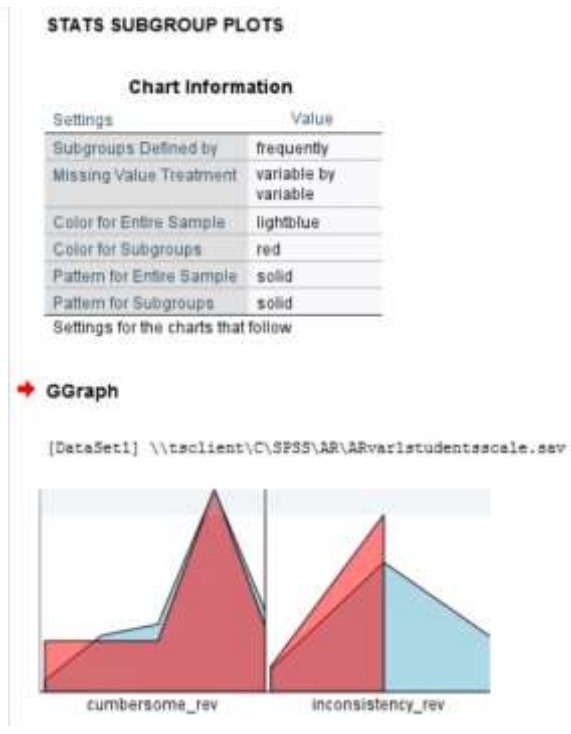 STATS SUBGROUP PLOTS
Chart Information
Settings Value
Subgroups Defined by frequently
Missing Value Treatment variable by
variable
Color for Entire Sample lightblue
Color for Subgroups red
Pattern for Entire Sample solid
Pattern for Subgroups solid
Settings for the charts that follow
GGraph
[DataSet1] \\tsclient\C\SPSS\AR\ARvar1studentsscale.sav
cumbersome_rev inconsistency_rev